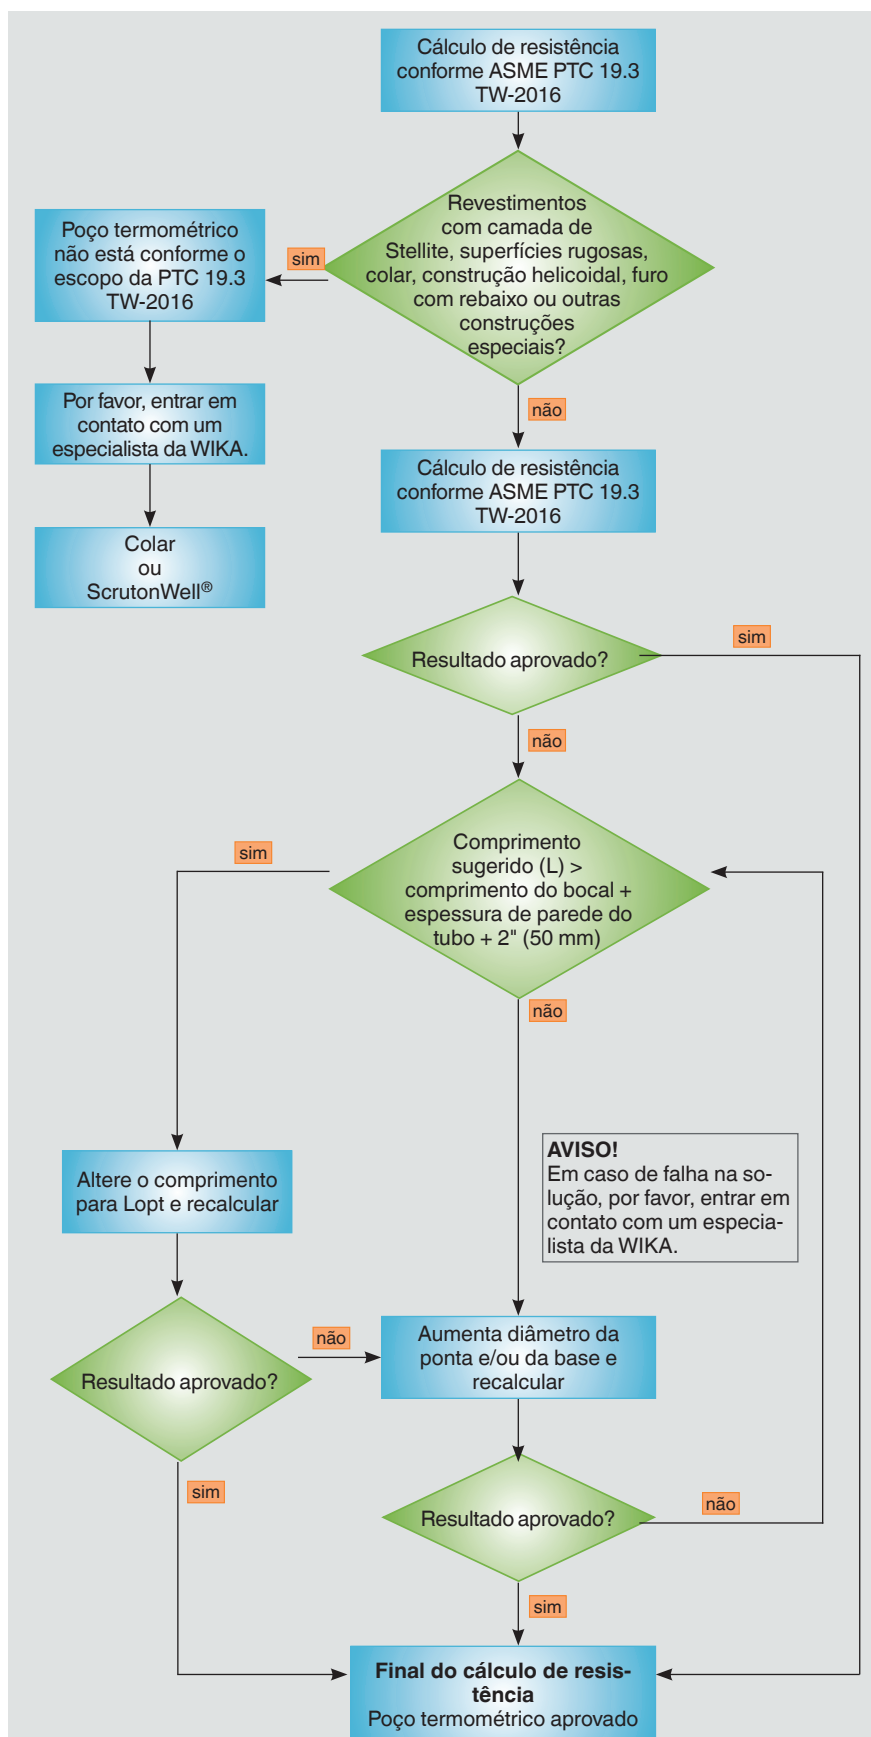 Cálculo de resistência
conforme ASME PTC 19.3
TW-2016
Revestimentos
com camada de
Stellite, superfícies rugosas,
colar, construção helicoidal, furo
com rebaixo ou outras
construções
especiais?
sim
Poço termométrico
não está conforme o
escopo da PTC 19.3
TW-2016
Por favor, entrar em
contato com um
especialista da WIKA.
Colar
ou
ScrutonWell®
não
Cálculo de resistência
conforme ASME PTC 19.3
TW-2016
Resultado aprovado?
sim
não
Comprimento
sugerido (L) >
comprimento do bocal +
espessura de parede do
tubo + 2" (50 mm)
sim
não
AVISO!
Em caso de falha na so-
lução, por favor, entrar em
contato com um especia-
lista da WIKA.
Altere o comprimento
para Lopt e recalcular
Resultado aprovado?
não
Aumenta diâmetro da
ponta e/ou da base e
recalcular
sim
Resultado aprovado?
não
sim
Final do cálculo de resis-
tência
Poço termométrico aprovado